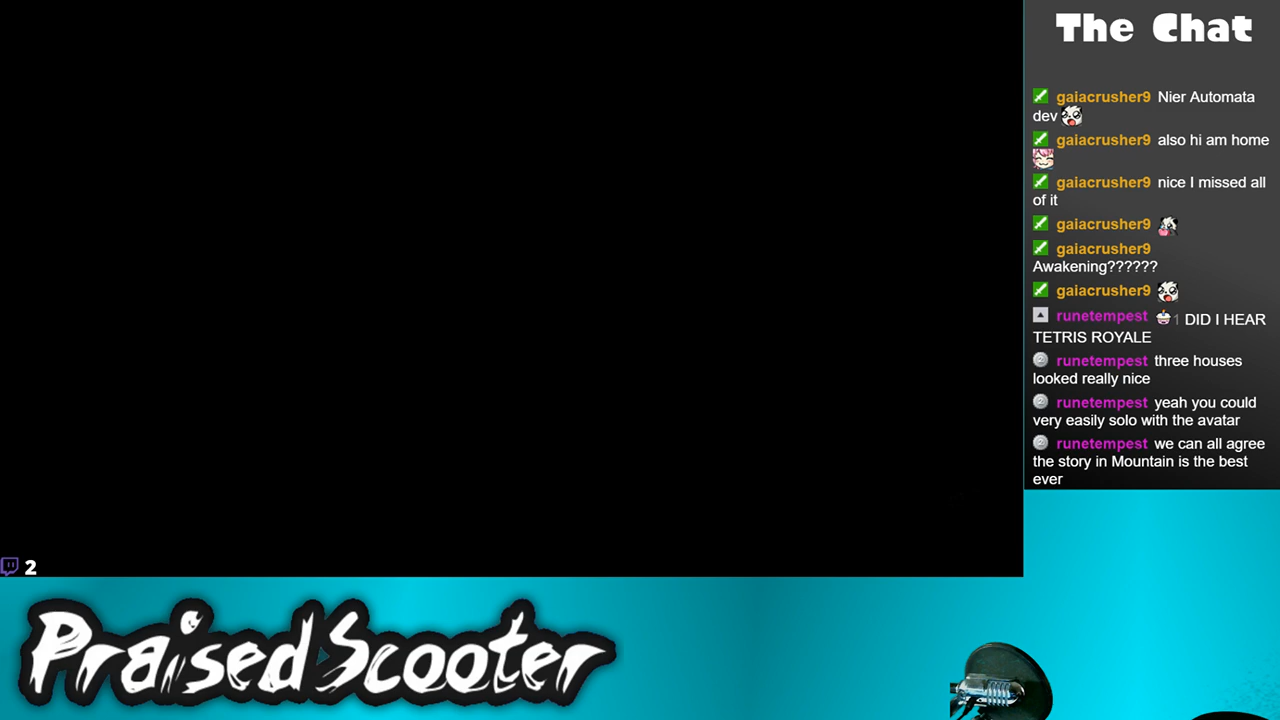 The Chat
gaiacrusher9 Nier Automata
dev
gaiacrusher9 also hi am home
gaiacrusher9 nice I missed all
of it
gaiacrusher9
gaiacrusher9
Awakening??????
gaiacrusher9
runetempest 1 DID I HEAR
TETRIS ROYALE
2 runetempest three houses
looked really nice
2 runetempest yeah you could
very easily solo with the avatar
2 runetempest we can all agree
the story in Mountain is the best
ever
2
PraisedScooter